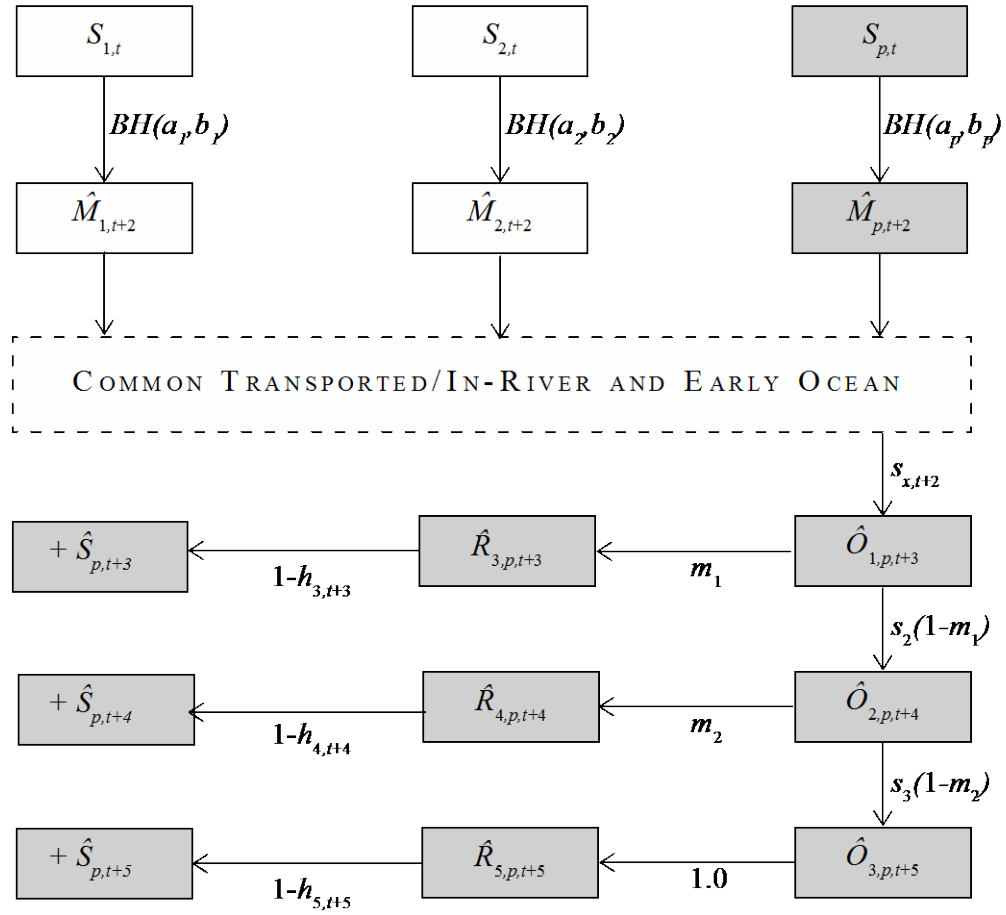 S1,t S2,t Sp,t
BH(a1,b1) BH(a2,b2) BH(ap,bp)
M̂1,t+2 M̂2,t+2 M̂p,t+2
COMMON TRANSPORTED/IN-RIVER AND EARLY OCEAN
sx,t+2
+ Ŝp,t+3 R̂3,p,t+3 Ô1,p,t+3
1-h3,t+3 m1
s2(1-m1)
+ Ŝp,t+4 R̂4,p,t+4 Ô2,p,t+4
1-h4,t+4 m2
s3(1-m2)
+ Ŝp,t+5 R̂5,p,t+5 Ô3,p,t+5
1-h5,t+5 1.0